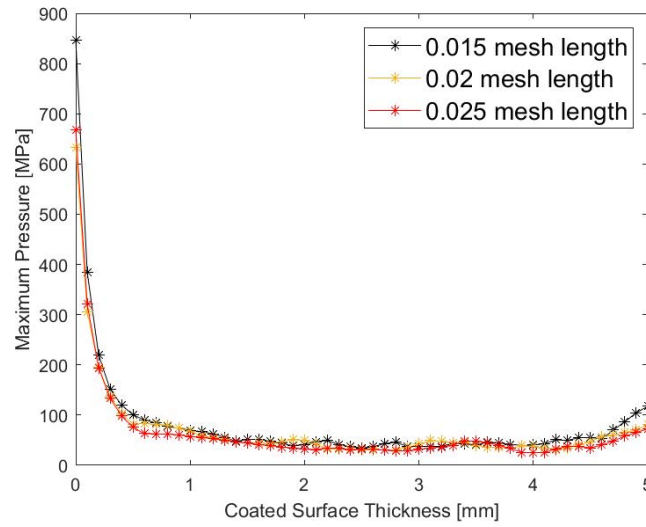 900
800
700
600
500
400
300
200
100
0
Maximum Pressure [MPa]
0.015 mesh length
0.02 mesh length
0.025 mesh length
0 1 2 3 4 5
Coated Surface Thickness [mm]